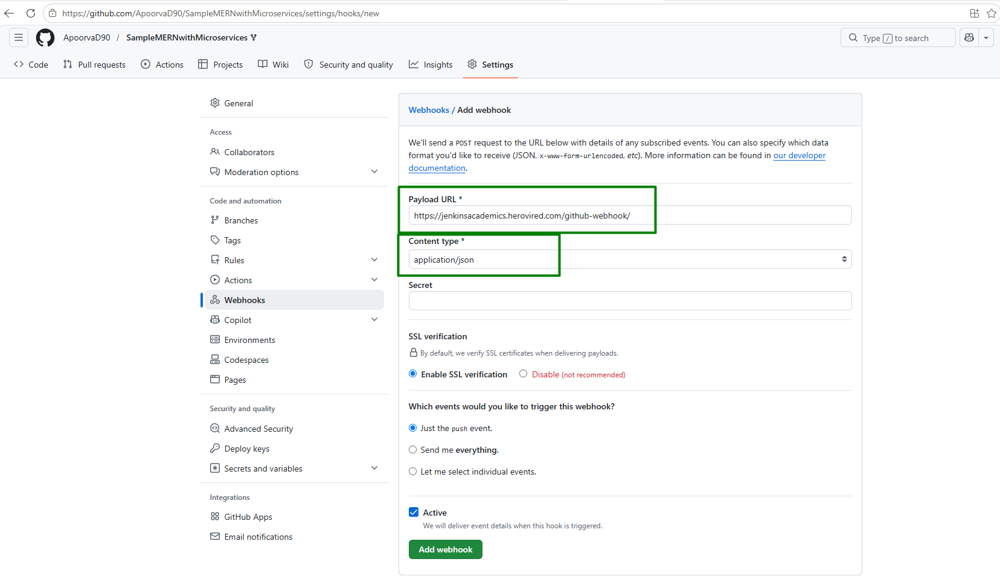 https://github.com/ApoorvaD90/SampleMERNwithMicroservices/settings/hooks/new
ApoorvaD90 / SampleMERNwithMicroservices
Type / to search
Code
Pull requests
Actions
Projects
Wiki
Security and quality
Insights
Settings
General
Access
Collaborators
Moderation options
Code and automation
Branches
Tags
Rules
Actions
Webhooks
Copilot
Environments
Codespaces
Pages
Security and quality
Advanced Security
Deploy keys
Secrets and variables
Integrations
GitHub Apps
Email notifications
Webhooks / Add webhook
We'll send a POST request to the URL below with details of any subscribed events. You can also specify which data
format you'd like to receive (JSON, x-www-form-urlencoded, etc). More information can be found in our developer
documentation.
Payload URL *
https://jenkinsacademics.herovired.com/github-webhook/
Content type *
application/json
Secret
SSL verification
By default, we verify SSL certificates when delivering payloads.
Enable SSL verification
Disable (not recommended)
Which events would you like to trigger this webhook?
Just the push event.
Send me everything.
Let me select individual events.
Active
We will deliver event details when this hook is triggered.
Add webhook